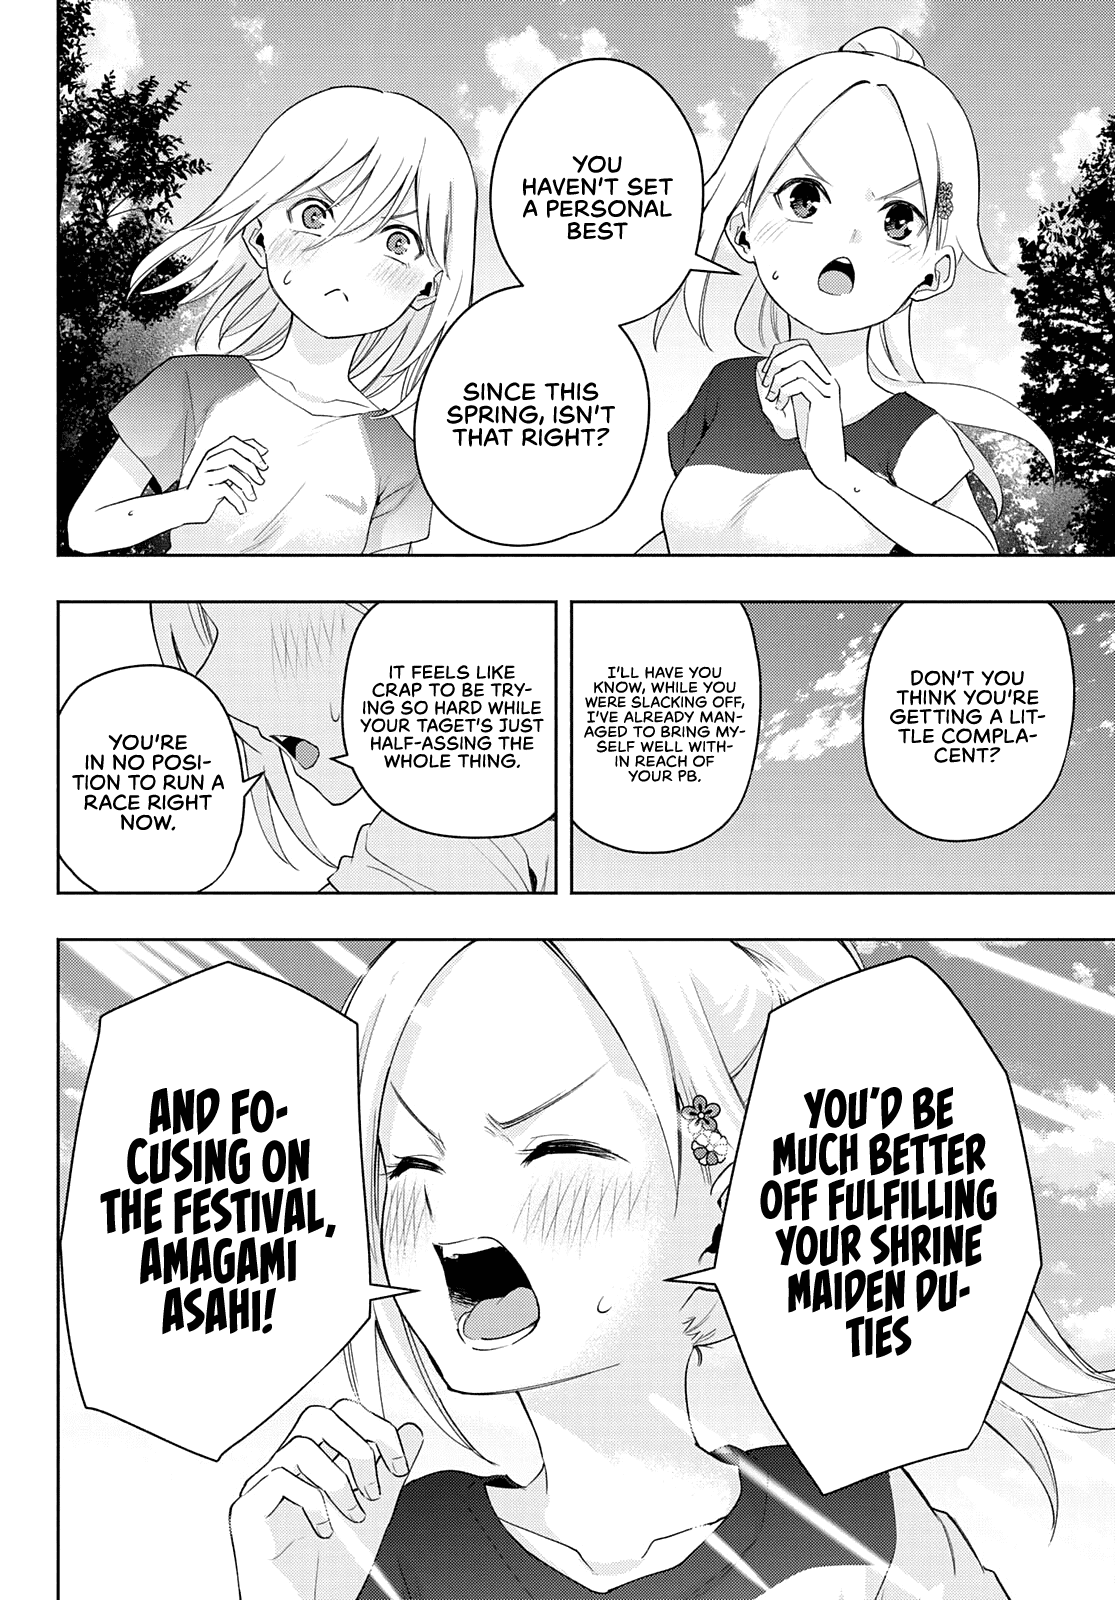 YOU
HAVEN'T SET
A PERSONAL
BEST
SINCE THIS
SPRING, ISN'T
THAT RIGHT?
DON'T YOU
THINK YOU'RE
GETTING A LIT-
TLE COMPLA-
CENT?
I'LL HAVE YOU
KNOW, WHILE YOU
WERE SLACKING OFF,
I'VE ALREADY MAN-
AGED TO BRING MY-
SELF WELL WITH-
IN REACH OF
YOUR PB.
IT FEELS LIKE
CRAP TO BE TRY-
ING SO HARD WHILE
YOUR TAGET'S JUST
HALF-ASSING THE
WHOLE THING.
YOU'RE
IN NO POSI-
TION TO RUN A
RACE RIGHT
NOW.
YOU'D BE
MUCH BETTER
OFF FULFILLING
YOUR SHRINE
MAIDEN DU-
TIES
AND FO-
CUSING ON
THE FESTIVAL,
AMAGAMI
ASAHI!